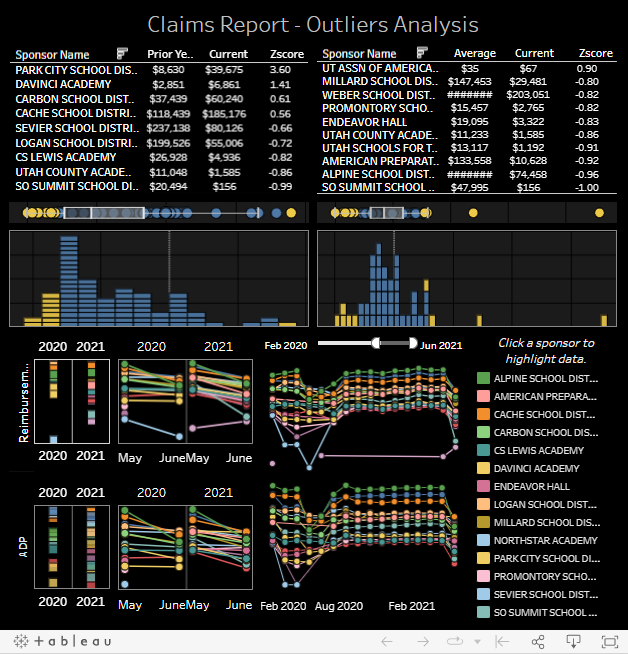 Claims Report - Outliers Analysis
Sponsor Name Prior Ye.. Current Zscore
PARK CITY SCHOOL DIS.. $8,630 $39,675 3.60
DAVINCI ACADEMY $2,851 $6,861 1.41
CARBON SCHOOL DIST.. $37,439 $60,240 0.61
CACHE SCHOOL DISTRI.. $118,439 $185,176 0.56
SEVIER SCHOOL DISTRI.. $237,138 $80,126 -0.66
LOGAN SCHOOL DISTRI.. $199,526 $55,006 -0.72
CS LEWIS ACADEMY $26,928 $4,936 -0.82
UTAH COUNTY ACADE.. $11,048 $1,585 -0.86
SO SUMMIT SCHOOL DI.. $20,494 $156 -0.99
Sponsor Name Average Current Zscore
UT ASSN OF AMERICA.. $35 $67 0.90
MILLARD SCHOOL DIS.. $147,453 $29,481 -0.80
WEBER SCHOOL DIST.. ####### $203,051 -0.82
PROMONTORY SCHO.. $15,457 $2,765 -0.82
ENDEAVOR HALL $19,095 $3,322 -0.83
UTAH COUNTY ACADE.. $11,233 $1,585 -0.86
UTAH SCHOOLS FOR T.. $13,117 $1,192 -0.91
AMERICAN PREPARAT.. $133,558 $10,628 -0.92
ALPINE SCHOOL DIST.. ####### $74,458 -0.96
SO SUMMIT SCHOOL .. $47,995 $156 -1.00
2020 2021
2020 2021
Feb 2020 Jun 2021
Reimbursem..
2020 2021
May JuneMay June
2020 2021
ADP
2020 2021
May JuneMay June
Feb 2020 Aug 2020 Feb 2021
Click a sponsor to
highlight data.
ALPINE SCHOOL DIST...
AMERICAN PREPARA...
CACHE SCHOOL DIST...
CARBON SCHOOL DIS...
CS LEWIS ACADEMY
DAVINCI ACADEMY
ENDEAVOR HALL
LOGAN SCHOOL DIST...
MILLARD SCHOOL DIS...
NORTHSTAR ACADEMY
PARK CITY SCHOOL DI...
PROMONTORY SCHO...
SEVIER SCHOOL DIST...
SO SUMMIT SCHOOL ...
+ a b l e a u